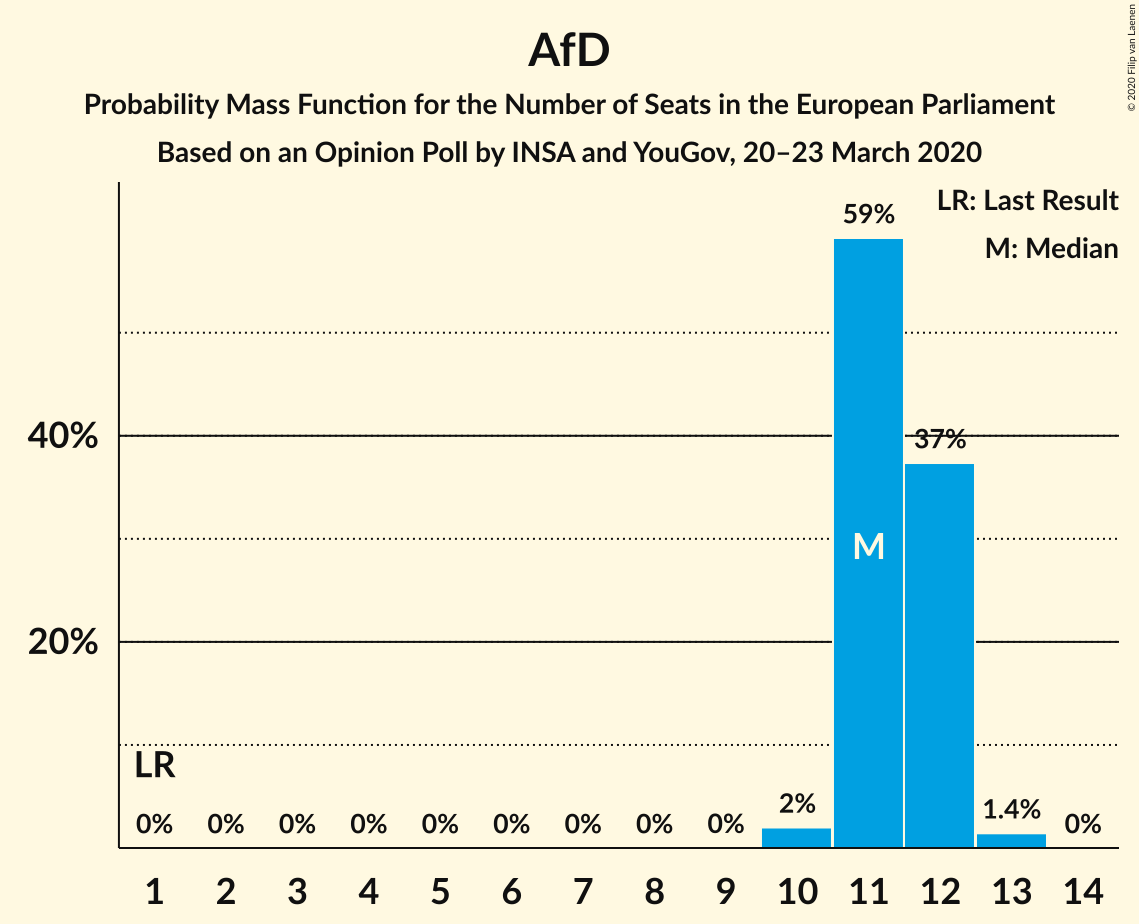 AfD
Probability Mass Function for the Number of Seats in the European Parliament
Based on an Opinion Poll by INSA and YouGov, 20–23 March 2020
© 2020 Filip van Laenen
LR: Last Result
M: Median
59%
40%
37%
M
20%
LR
0% 0% 0% 0% 0% 0% 0% 0% 0% 2% 1.4% 0%
1 2 3 4 5 6 7 8 9 10 11 12 13 14